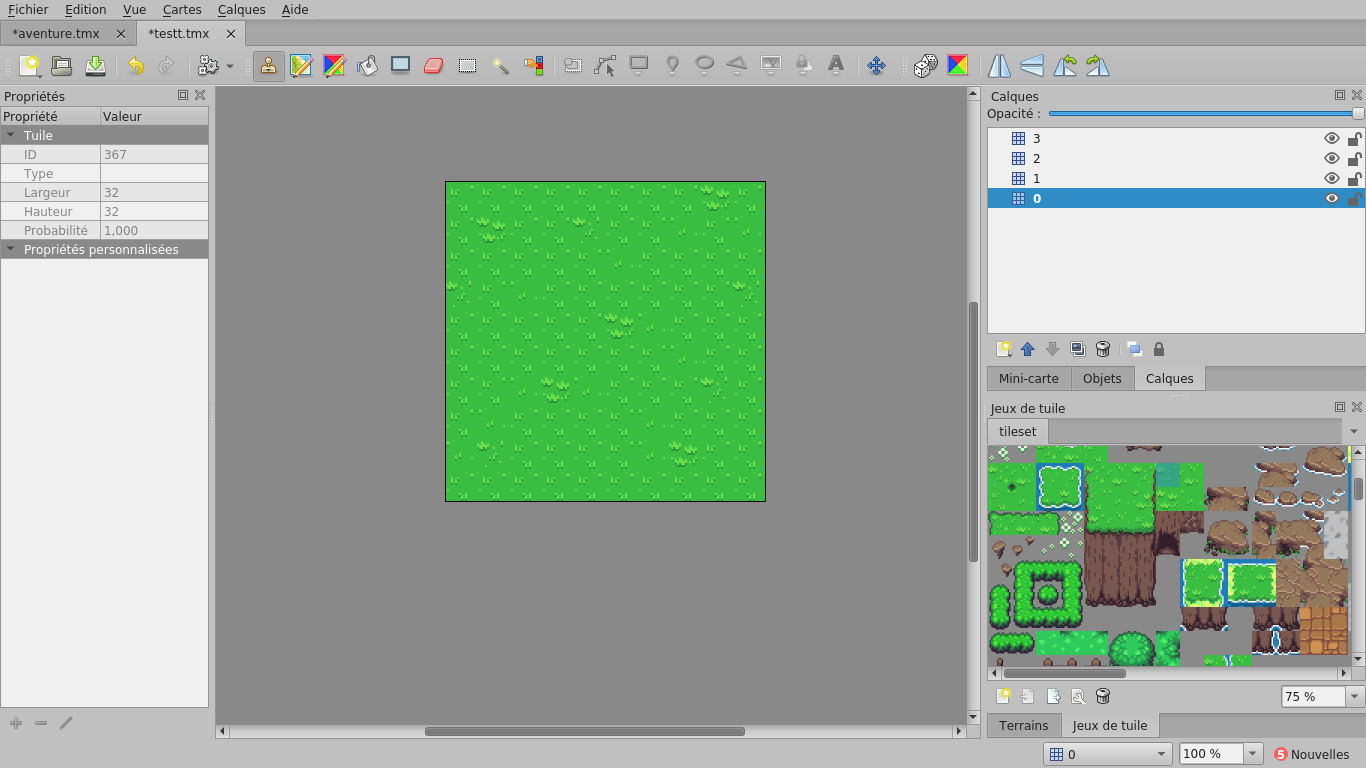 Fichier Edition Vue Cartes Calques Aide
*aventure.tmx *testt.tmx
Propriétés
Propriété Valeur
Tuile
ID 367
Type
Largeur 32
Hauteur 32
Probabilité 1,000
Propriétés personnalisées
Calques
Opacité :
3
2
1
0
Mini-carte Objets Calques
Jeux de tuile
tileset
75 %
Terrains Jeux de tuile
0 100 % 5 Nouvelles